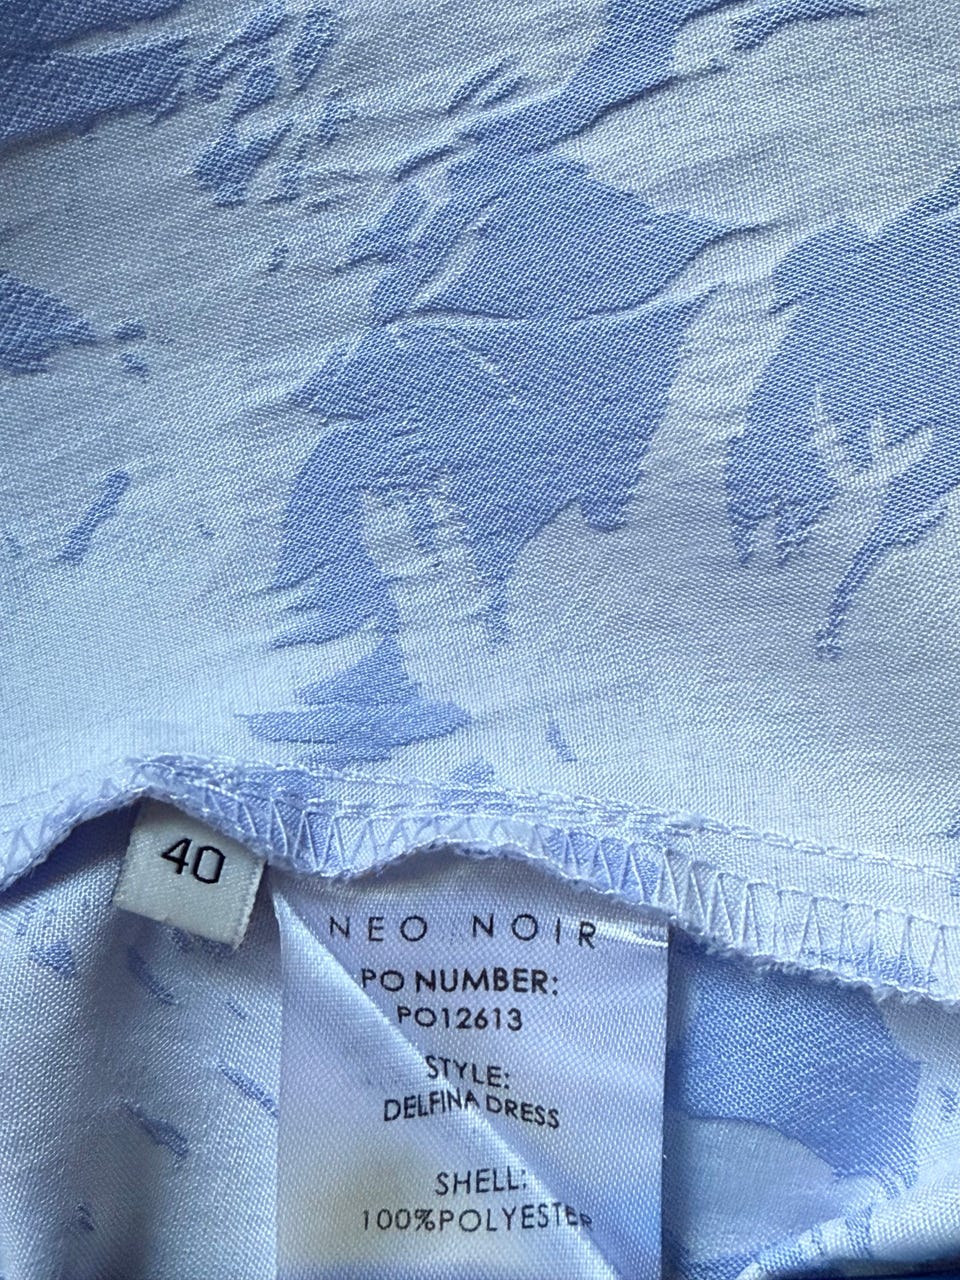 40
NEO NOIR
PO NUMBER:
PO12613
STYLE:
DELFINA DRESS
SHELL:
100%POLYESTER